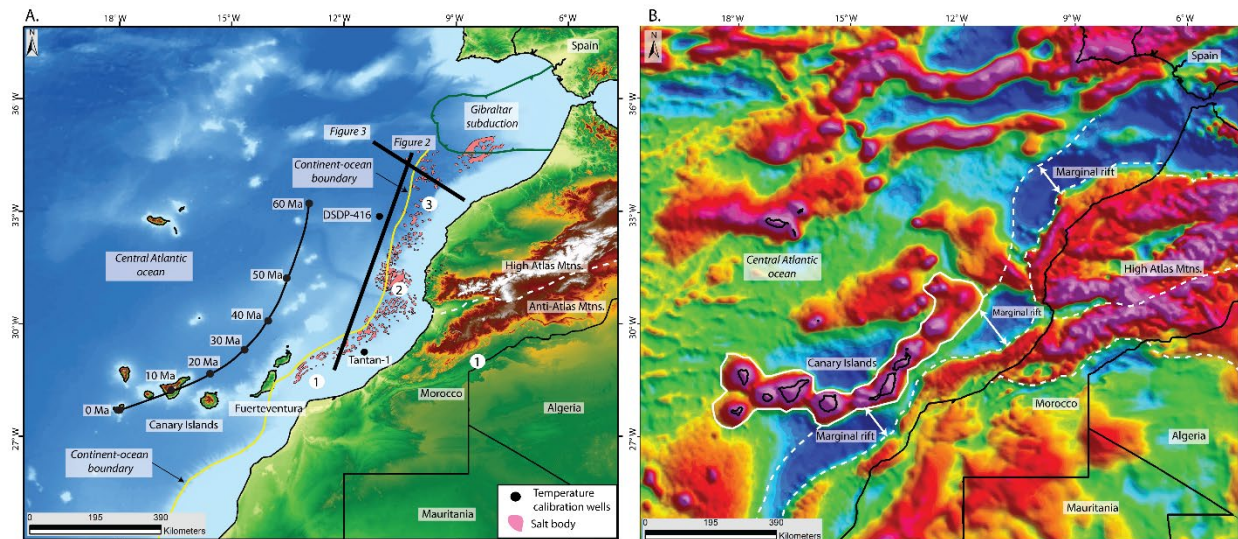 A.
18°W
15°W
12°W
9°W
6°W
N
Spain
36°W
Gibraltar
subduction
Figure 3
Figure 2
Continent-ocean
boundary
60 Ma
DSDP-416
33°W
3
Central Atlantic
ocean
50 Ma
High Atlas Mtns.
2
Anti-Atlas Mtns.
40 Ma
30°W
30 Ma
20 Ma
Tantan-1
1
10 Ma
1
0 Ma
Fuerteventura
Morocco
Canary Islands
Algeria
27°W
Continent-ocean
boundary
Temperature
calibration wells
Salt body
Mauritania
0
195
390
Kilometers
B.
18°W
15°W
12°W
9°W
6°W
N
Spain
36°W
Marginal rift
33°W
Central Atlantic
ocean
High Atlas Mtns.
30°W
Marginal rift
Canary Islands
Morocco
Marginal rift
Algeria
27°W
Mauritania
0
195
390
Kilometers